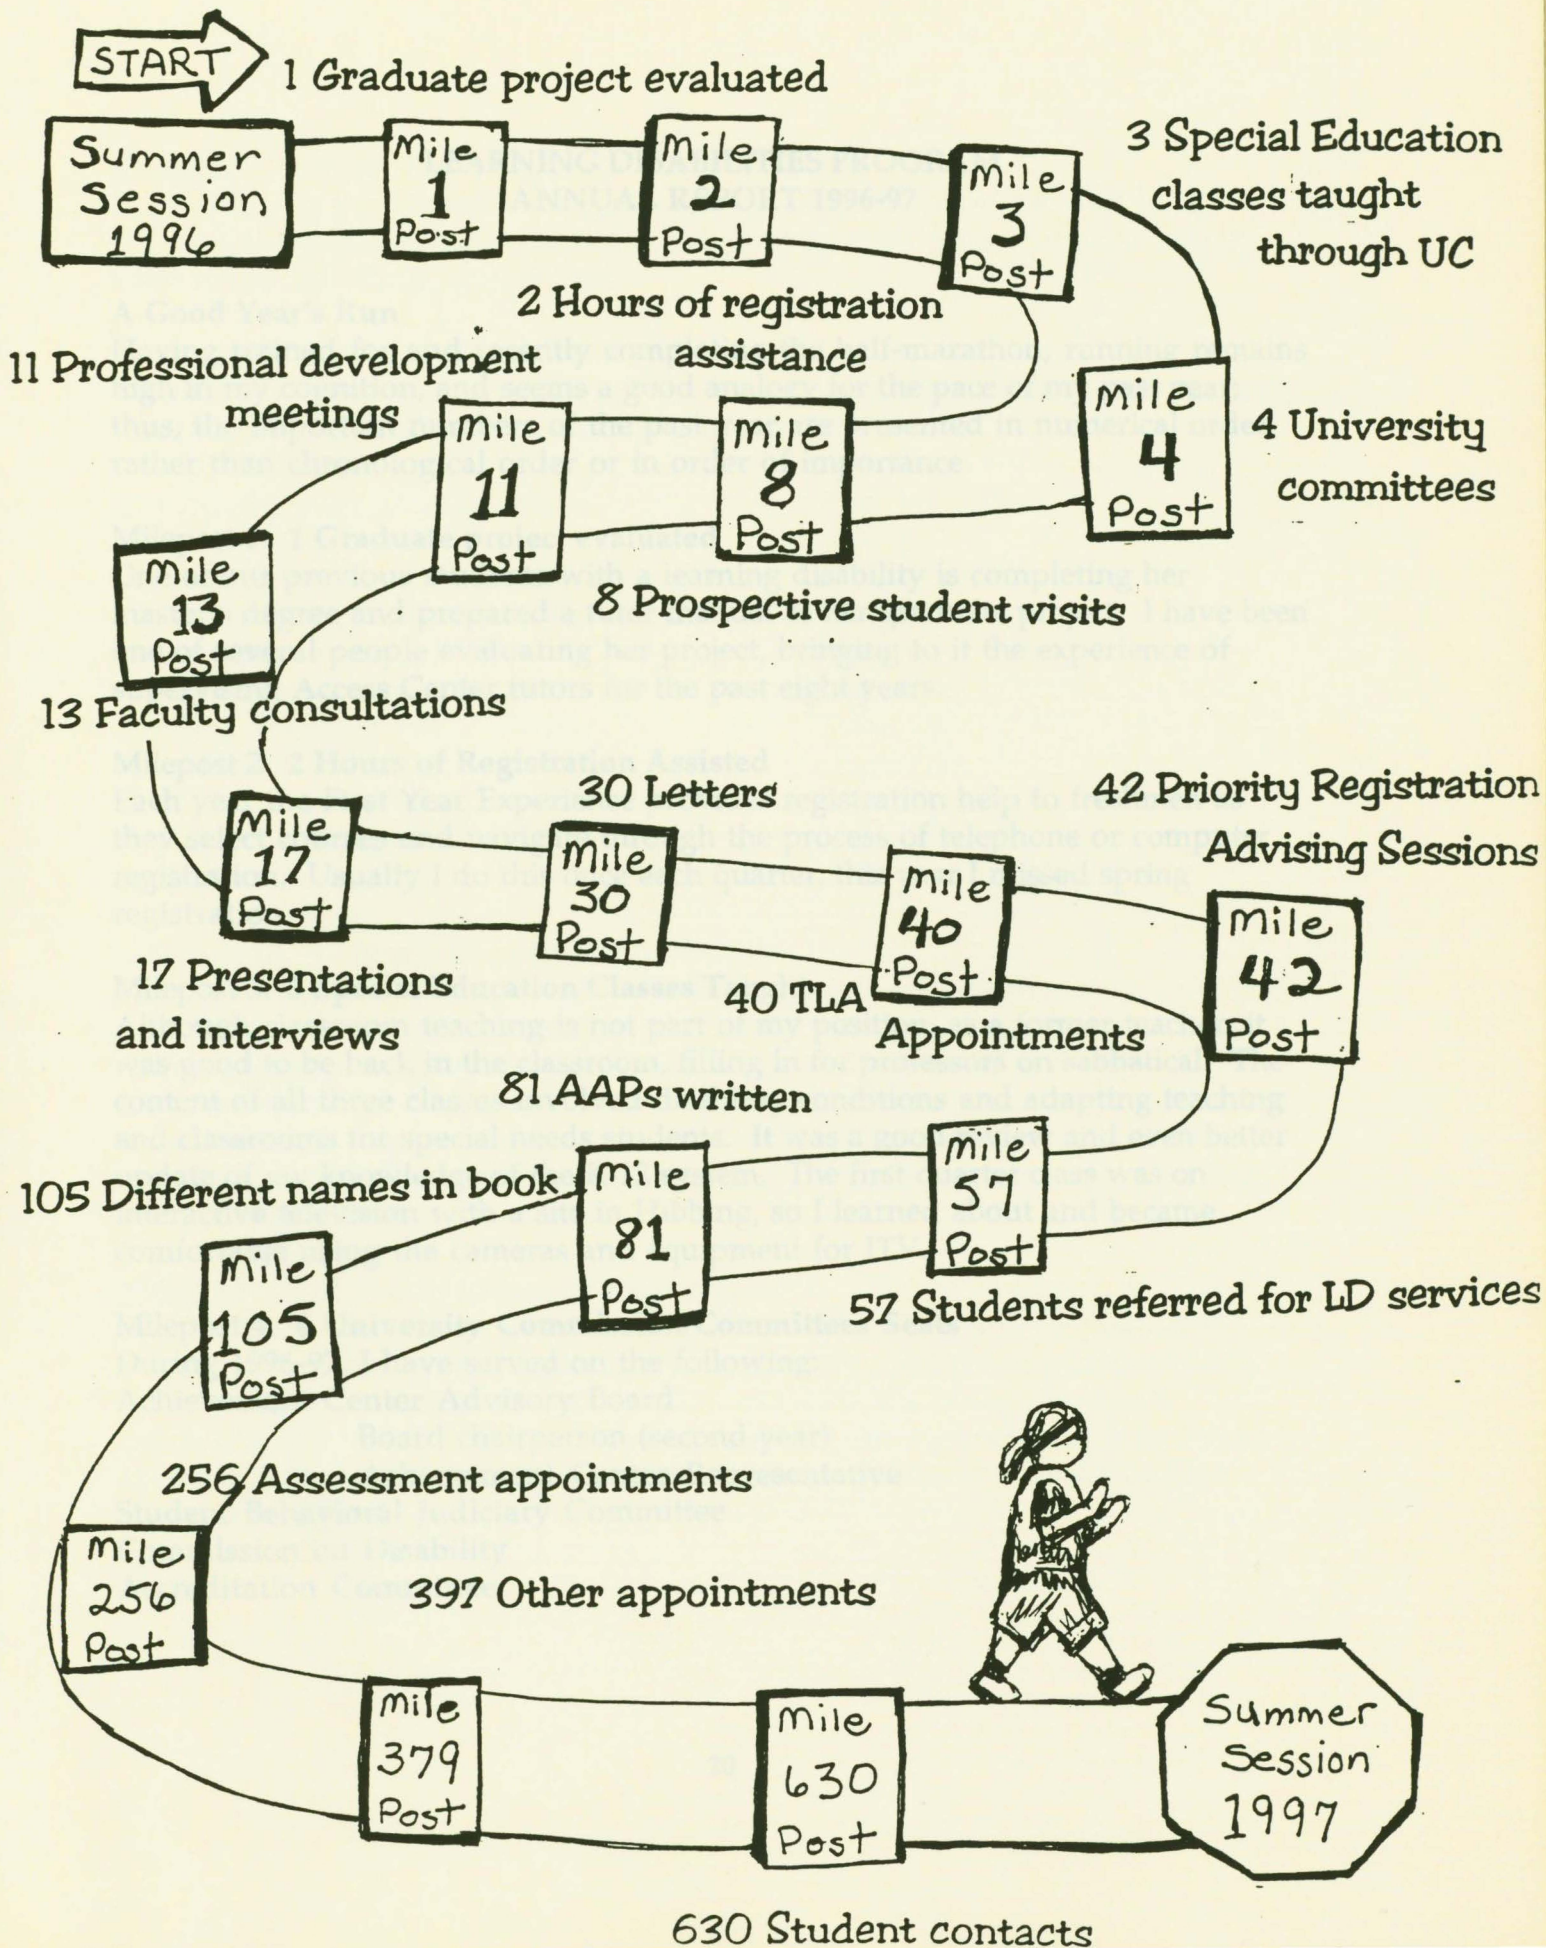 START
1 Graduate project evaluated
Summer
Session
1996
Mile
1
Post
Mile
2
Post
Mile
3
Post
3 Special Education
classes taught
through UC
2 Hours of registration
assistance
Mile
4
Post
4 University
committees
Mile
8
Post
8 Prospective student visits
11 Professional development
meetings
Mile
11
Post
Mile
13
Post
13 Faculty consultations
Mile
17
Post
17 Presentations
and interviews
30 Letters
Mile
30
Post
Mile
40
Post
40 TLA
Appointments
42 Priority Registration
Advising Sessions
Mile
42
Post
Mile
57
Post
57 Students referred for LD services
81 AAPs written
Mile
81
Post
105 Different names in book
Mile
105
Post
256 Assessment appointments
Mile
256
Post
397 Other appointments
Mile
379
Post
Mile
630
Post
630 Student contacts
Summer
Session
1997